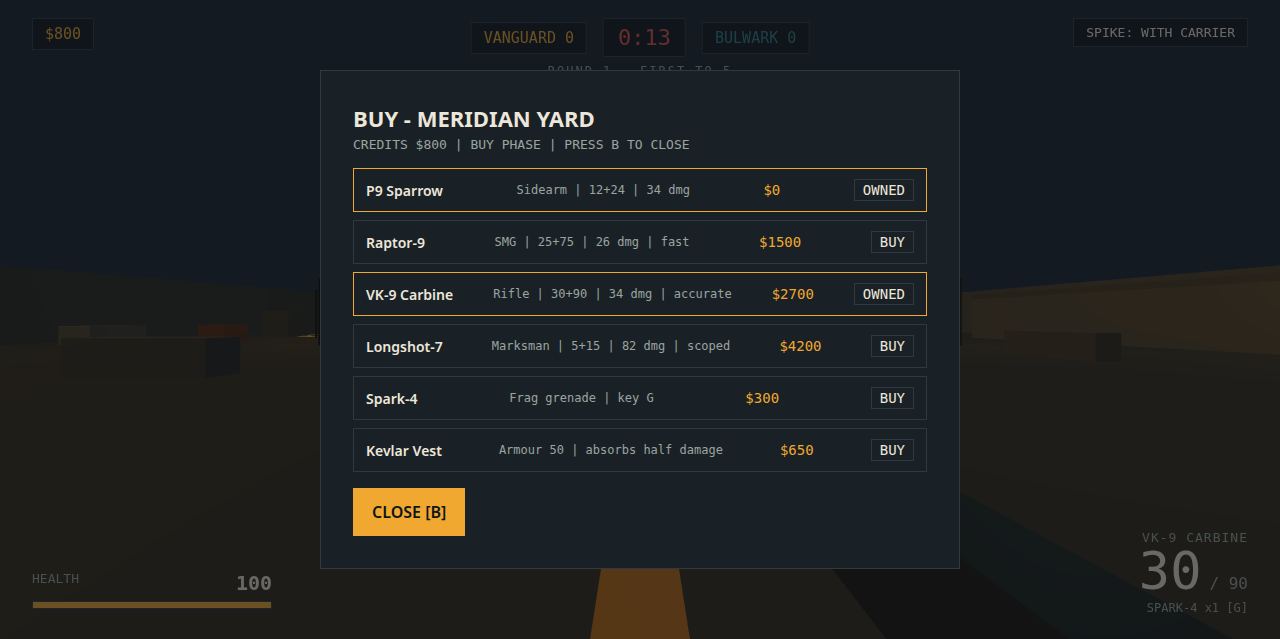 $800
VANGUARD 0
0:13
BULWARK 0
SPIKE: WITH CARRIER
BUY - MERIDIAN YARD
CREDITS $800 | BUY PHASE | PRESS B TO CLOSE
P9 Sparrow Sidearm | 12+24 | 34 dmg $0 OWNED
Raptor-9 SMG | 25+75 | 26 dmg | fast $1500 BUY
VK-9 Carbine Rifle | 30+90 | 34 dmg | accurate $2700 OWNED
Longshot-7 Marksman | 5+15 | 82 dmg | scoped $4200 BUY
Spark-4 Frag grenade | key G $300 BUY
Kevlar Vest Armour 50 | absorbs half damage $650 BUY
CLOSE [B]
HEALTH 100
VK-9 CARBINE
30 / 90
SPARK-4 x1 [G]